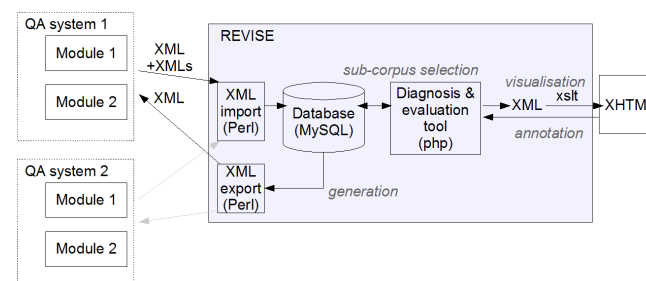 QA system 1
Module 1
Module 2
XML
+XMLs
XML
REVISE
XML
import
(Perl)
Database
(MySQL)
sub-corpus selection
Diagnosis &
evaluation
tool
(php)
visualisation
XML
xslt
XHTM
annotation
QA system 2
Module 1
Module 2
XML
export
(Perl)
generation